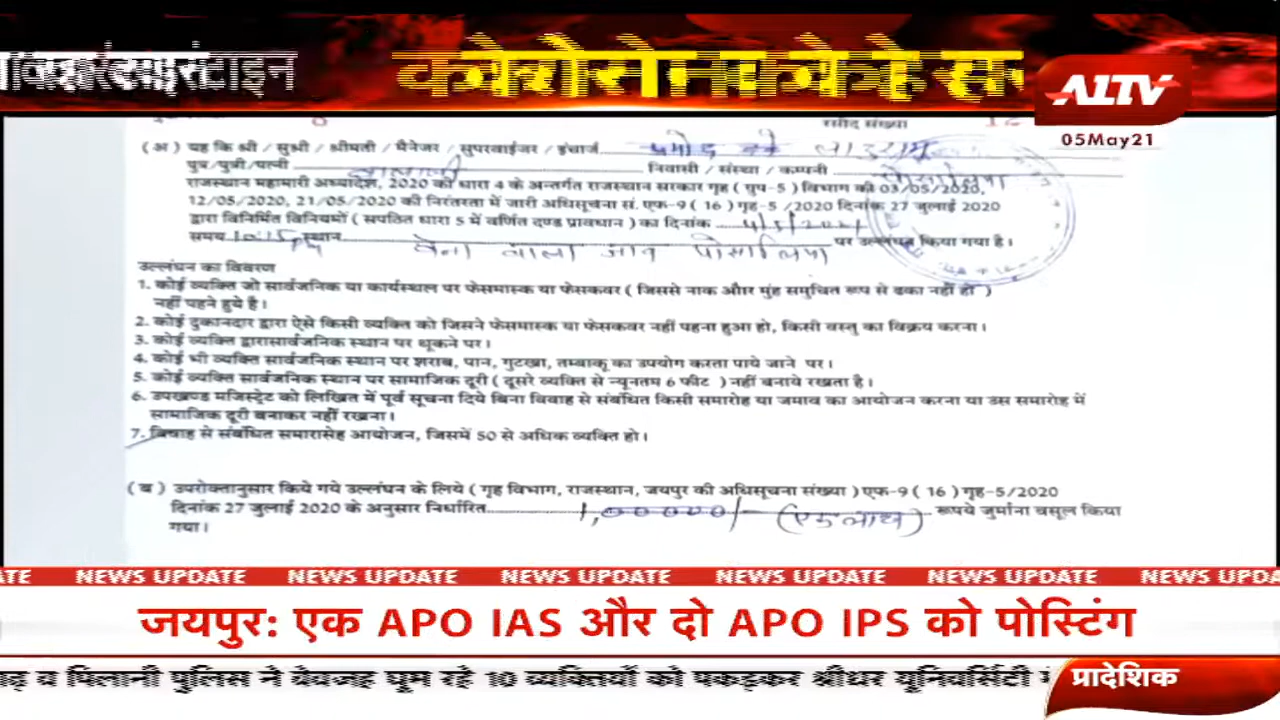 टाइन
A1TV
05May21
रसीद संख्या
( अ ) यह कि श्री / सुश्री / श्रीमती / मैनेजर / सुपरवाईजर / इंचार्ज
पुत्र/पुत्री/पत्नी निवासी / संस्था / कम्पनी
राजस्थान महामारी अध्यादेश, 2020 की धारा 4 के अन्तर्गत राजस्थान सरकार गृह ( ग्रुप-5 ) विभाग की 03/05/2020,
12/05/2020, 21/05/2020 की निरंतरता में जारी अधिसूचना सं. एफ-9 ( 16 ) गृह-5 /2020 दिनांक 27 जुलाई 2020
द्वारा विनिर्मित विनियमों ( सपठित धारा 5 में वर्णित दण्ड प्रावधान ) का दिनांक 4/5/2021
समय स्थान पर उल्लंघन किया गया है।
उल्लंघन का विवरण
1. कोई व्यक्ति जो सार्वजनिक या कार्यस्थल पर फेसमास्क या फेसकवर ( जिससे नाक औार मुंह समुचित रूप से ढका नहीं हो )
नहीं पहने हुये है।
2. कोई दुकानदार द्वारा ऐसे किसी व्यक्ति को जिसने फेसमास्क या फेसकवर नहीं पहना हुआ हो, किसी वस्तु का विक्रय करना।
3. कोई व्यक्ति द्वारासार्वजनिक स्थान पर थूकने पर।
4. कोई भी व्यक्ति सार्वजनिक स्थान पर शराब, पान, गुटखा, तम्बाकू का उपयोग करता पाये जाने पर।
5. कोई व्यक्ति सार्वजनिक स्थान पर सामाजिक दूरी ( दूसरे व्यक्ति से न्यूनतम 6 फीट ) नहीं बनाये रखता है।
6. उपखण्ड मजिस्ट्रेट को लिखित में पूर्व सूचना दिये बिना विवाह से संबंधित किसी समारोह या जमाव का आयोजन करना या उस समारोह में
सामाजिक दूरी बनाकर नहीं रखना।
7. विवाह से संबंधित समारासेह आयोजन, जिसमें 50 से अधिक व्यक्ति हो।
( ब ) उपरोक्तानुसार किये गये उल्लंघन के लिये ( गृह विभाग, राजस्थान, जयपुर की अधिसूचना संख्या ) एफ-9 ( 16 ) गृह-5/2020
दिनांक 27 जुलाई 2020 के अनुसार निर्धारित 1,00000/- (एक लाख) रूपये जुर्माना वसूल किया
गया।
NEWS UPDATE NEWS UPDATE NEWS UPDATE NEWS UPDATE NEWS UPDATE
जयपुर: एक APO IAS और दो APO IPS को पोस्टिंग
व पिलानी पुलिस ने बेवजह घूम रहे 10 व्यक्तियों को पकड़कर श्रीधर यूनिवर्सिटी
प्रादेशिक